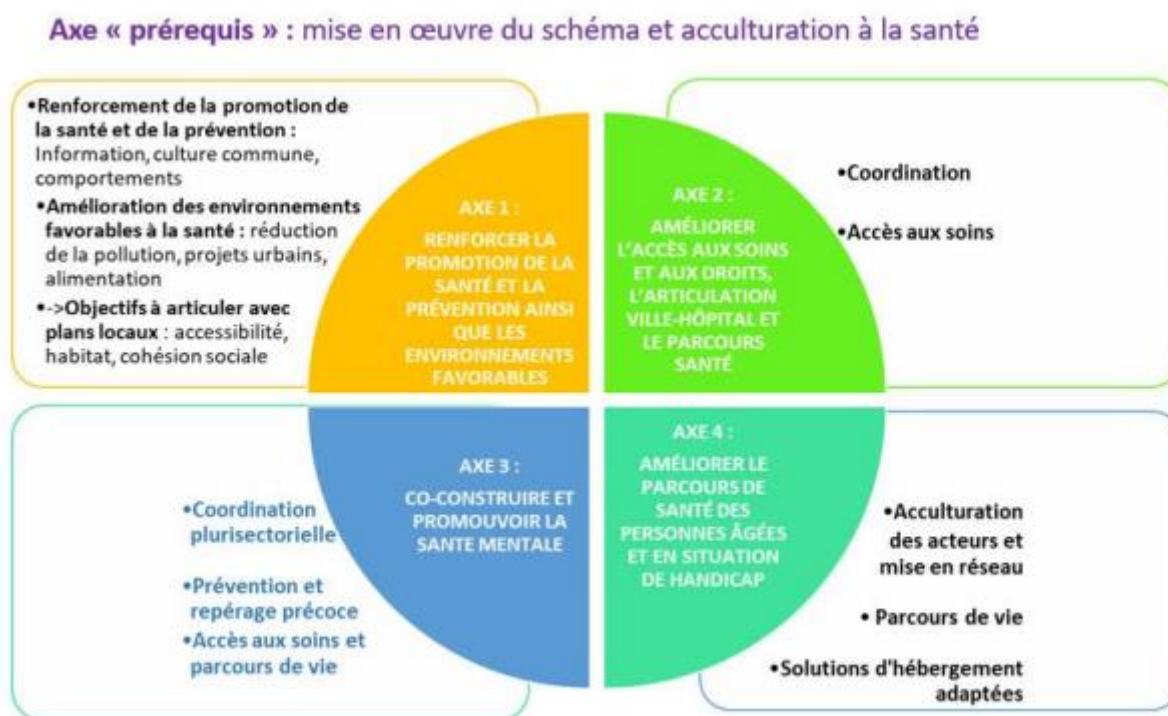 Axe « prérequis » : mise en œuvre du schéma et acculturation à la santé
•Renforcement de la promotion de
la santé et de la prévention :
Information, culture commune,
comportements
•Amélioration des environnements
favorables à la santé : réduction
de la pollution, projets urbains,
alimentation
•->Objectifs à articuler avec
plans locaux : accessibilité,
habitat, cohésion sociale
AXE 1 :
RENFORCER LA
PROMOTION DE LA
SANTÉ ET LA
PRÉVENTION AINSI
QUE LES
ENVIRONNEMENTS
FAVORABLES
AXE 2 :
AMÉLIORER
L'ACCÈS AUX SOINS
ET AUX DROITS,
L'ARTICULATION
VILLE-HÔPITAL ET
LE PARCOURS
SANTÉ
•Coordination
•Accès aux soins
•Coordination
plurisectorielle
•Prévention et
repérage précoce
•Accès aux soins et
parcours de vie
AXE 3 :
CO-CONSTRUIRE ET
PROMOUVOIR LA
SANTE MENTALE
AXE 4 :
AMÉLIORER LE
PARCOURS DE
SANTÉ DES
PERSONNES ÂGÉES
ET EN SITUATION
DE HANDICAP
•Acculturation
des acteurs et
mise en réseau
• Parcours de vie
•Solutions d'hébergement
adaptées